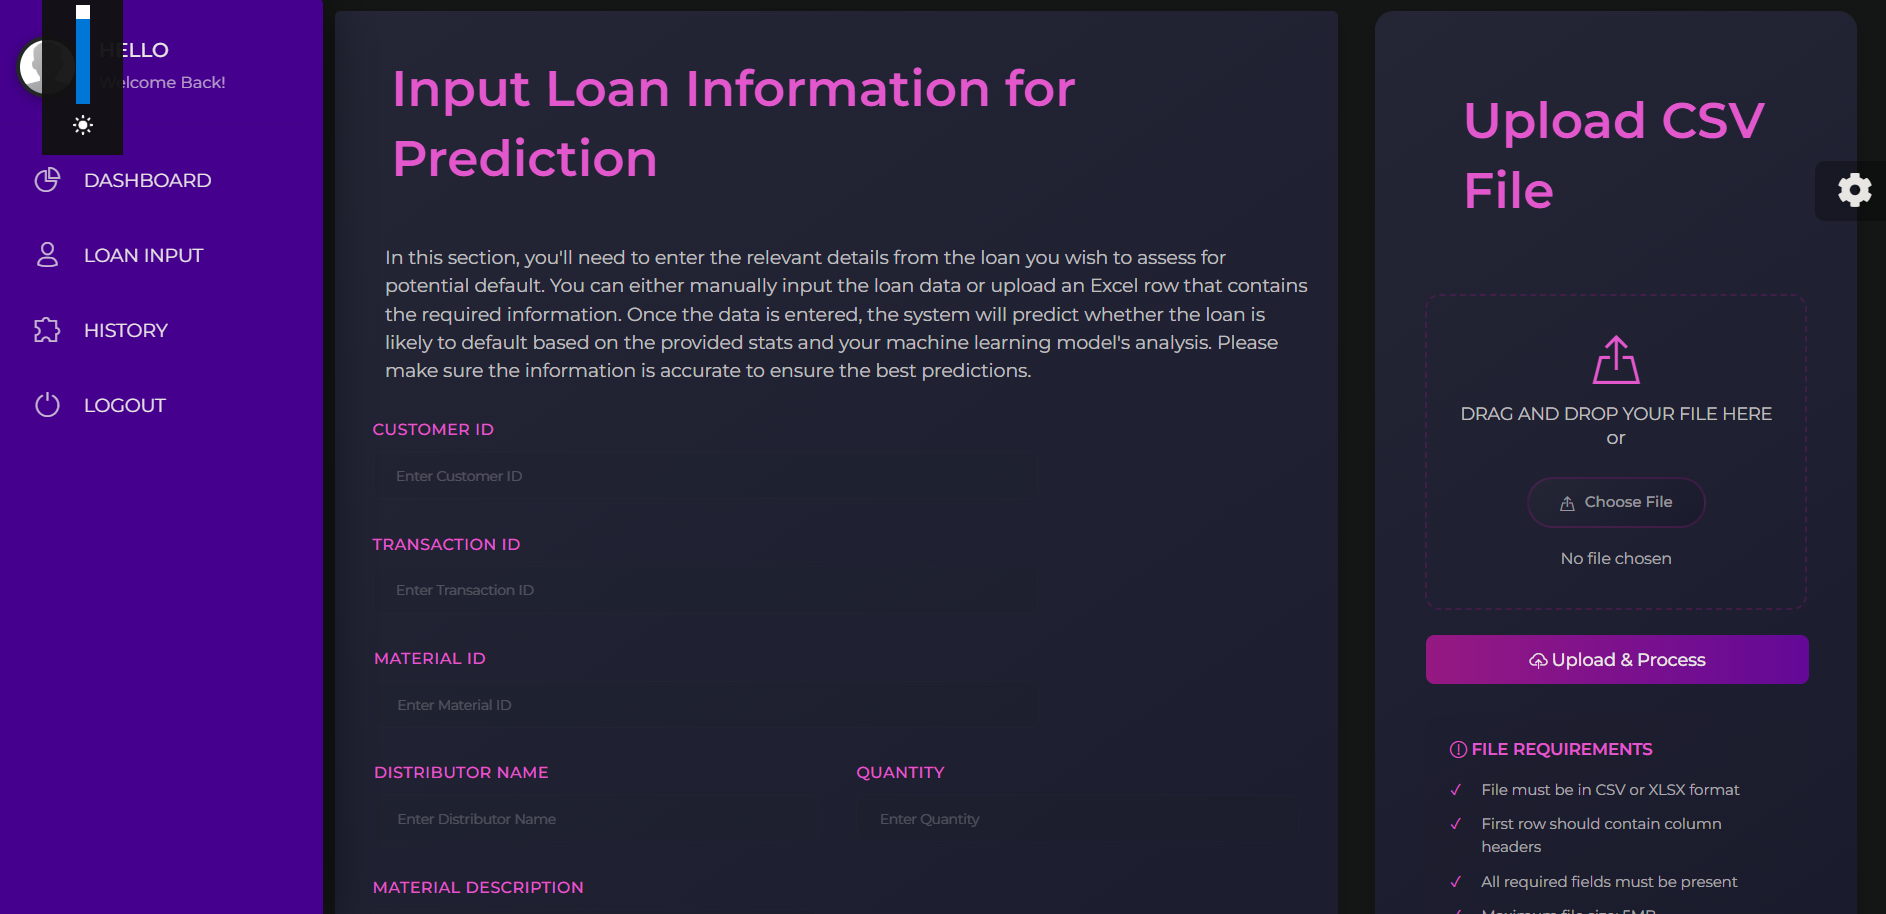 HELLO
Welcome Back!
DASHBOARD
LOAN INPUT
HISTORY
LOGOUT
Input Loan Information for
Prediction
In this section, you'll need to enter the relevant details from the loan you wish to assess for
potential default. You can either manually input the loan data or upload an Excel row that contains
the required information. Once the data is entered, the system will predict whether the loan is
likely to default based on the provided stats and your machine learning model's analysis. Please
make sure the information is accurate to ensure the best predictions.
CUSTOMER ID
Enter Customer ID
TRANSACTION ID
Enter Transaction ID
MATERIAL ID
Enter Material ID
DISTRIBUTOR NAME
Enter Distributor Name
QUANTITY
Enter Quantity
MATERIAL DESCRIPTION
Upload CSV
File
DRAG AND DROP YOUR FILE HERE
or
Choose File
No file chosen
Upload & Process
FILE REQUIREMENTS
File must be in CSV or XLSX format
First row should contain column
headers
All required fields must be present
Maximum file size: 5MB